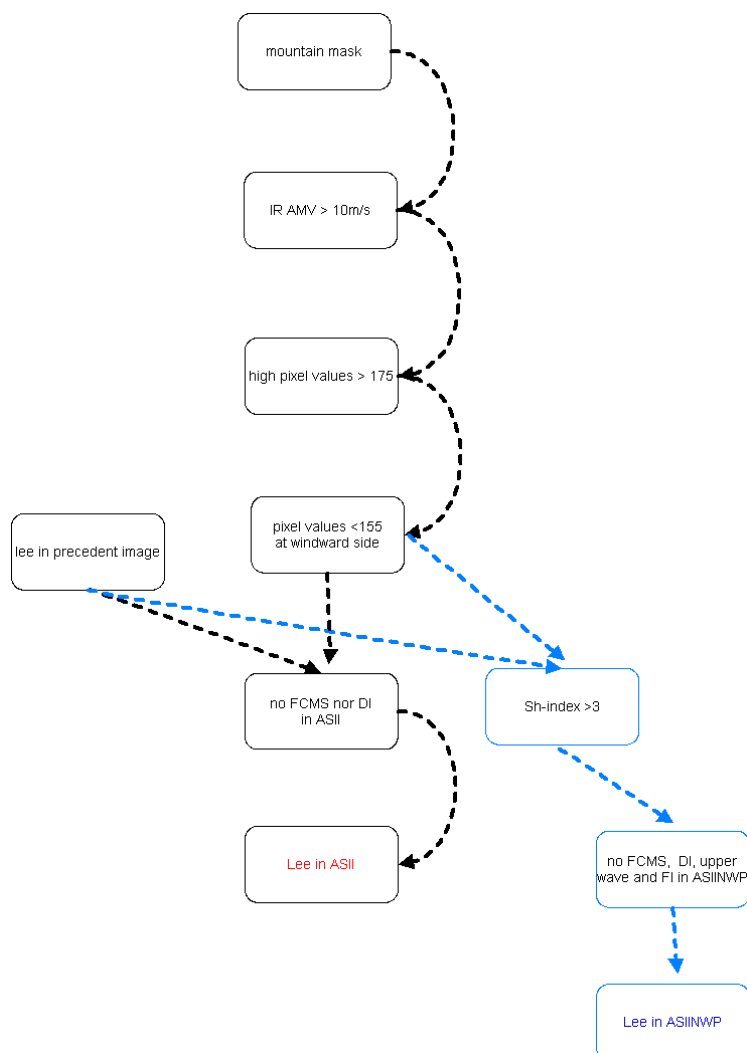 mountain mask
IR AMV > 10m/s
high pixel values > 175
pixel values <155
at windward side
lee in precedent image
no FCMS nor DI
in ASII
Sh-index >3
Lee in ASII
no FCMS, DI, upper
wave and FI in ASIINWP
Lee in ASIINWP